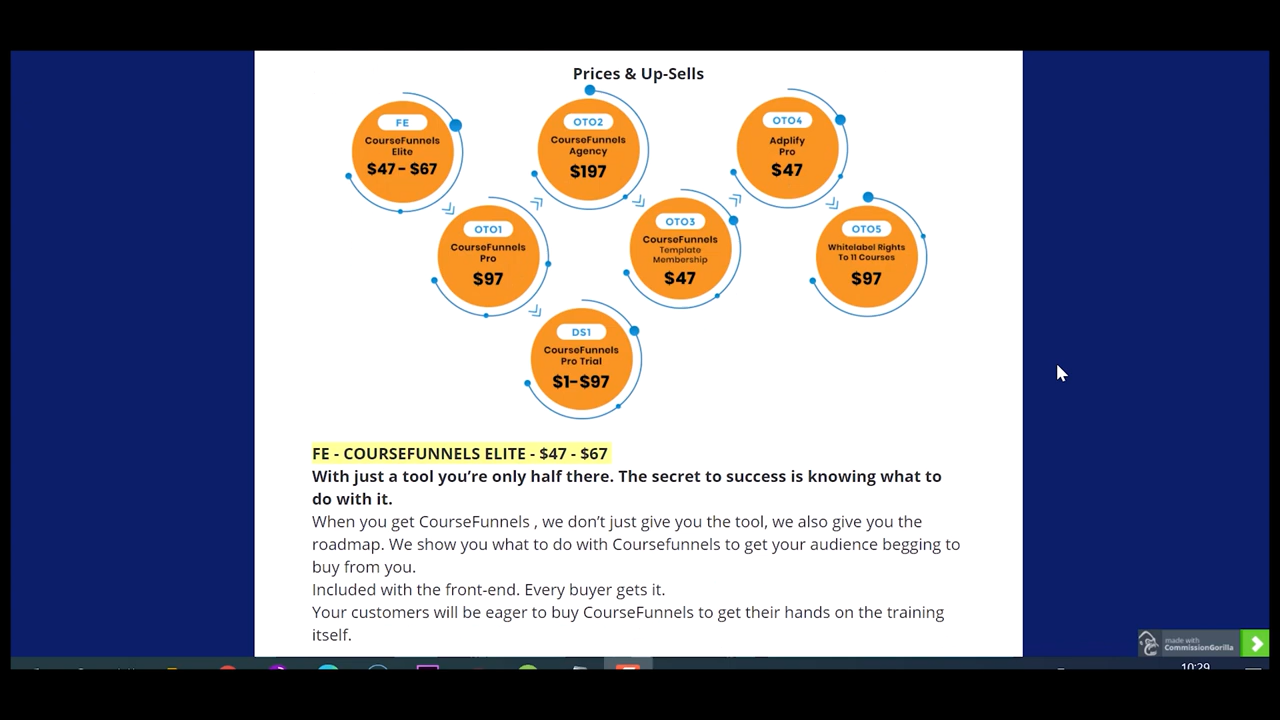 Prices & Up-Sells
FE
CourseFunnels
Elite
$47 - $67
OTO2
CourseFunnels
Agency
$197
OTO4
Adplify
Pro
$47
OTO1
CourseFunnels
Pro
$97
OTO3
CourseFunnels
Template
Membership
$47
OTO5
Whitelabel Rights
To 11 Courses
$97
DS1
CourseFunnels
Pro Trial
$1-$97
FE - COURSEFUNNELS ELITE - $47 - $67
With just a tool you’re only half there. The secret to success is knowing what to
do with it.
When you get CourseFunnels , we don’t just give you the tool, we also give you the
roadmap. We show you what to do with Coursefunnels to get your audience begging to
buy from you.
Included with the front-end. Every buyer gets it.
Your customers will be eager to buy CourseFunnels to get their hands on the training
itself.
made with
CommissionGorilla
10:29